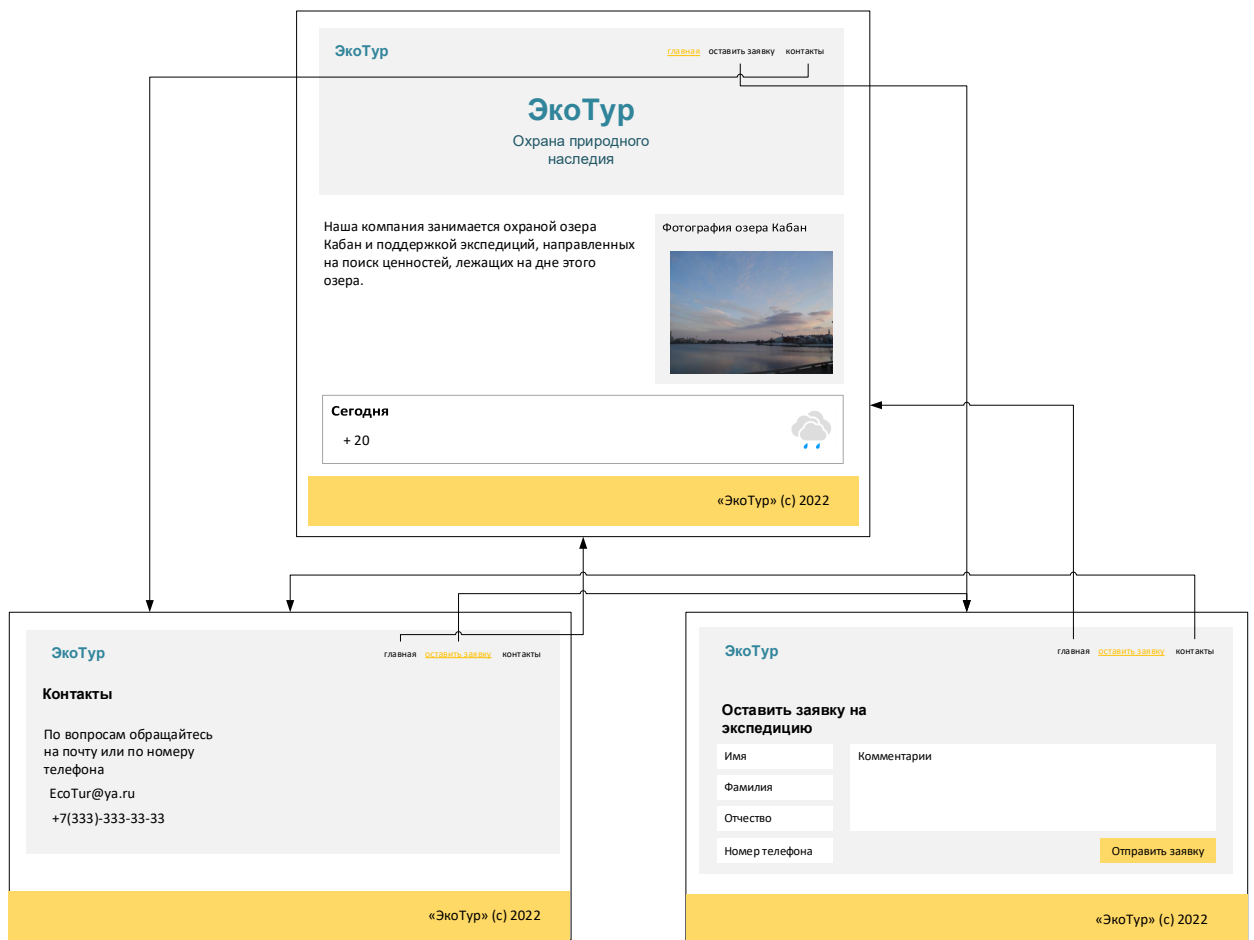 ЭкоТур
главная оставить заявку контакты
ЭкоТур
Охрана природного
наследия
Наша компания занимается охраной озера
Кабан и поддержкой экспедиций, направленных
на поиск ценностей, лежащих на дне этого
озера.
Фотография озера Кабан
Сегодня
+ 20
«ЭкоТур» (с) 2022
ЭкоТур
главная оставить заявку контакты
Контакты
По вопросам обращайтесь
на почту или по номеру
телефона
EcoTur@ya.ru
+7(333)-333-33-33
«ЭкоТур» (с) 2022
ЭкоТур
главная оставить заявку контакты
Оставить заявку на
экспедицию
Имя
Фамилия
Отчество
Номер телефона
Комментарии
Отправить заявку
«ЭкоТур» (с) 2022